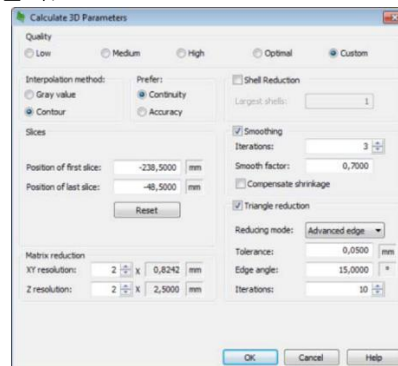 Calculate 3D Parameters
Quality
Low Medium High Optimal Custom
Interpolation method: Prefer:
Gray value Continuity
Contour Accuracy
Shell Reduction
Largest shells: 1
Slices
Position of first slice: -238,5000 mm
Position of last slice: -48,5000 mm
Reset
Smoothing
Iterations: 3
Smooth factor: 0,7000
Compensate shrinkage
Triangle reduction
Reducing mode: Advanced edge
Tolerance: 0,0500 mm
Edge angle: 15,0000 °
Iterations: 10
Matrix reduction
XY resolution: 2 X 0,8242 mm
Z resolution: 2 X 2,5000 mm
OK Cancel Help